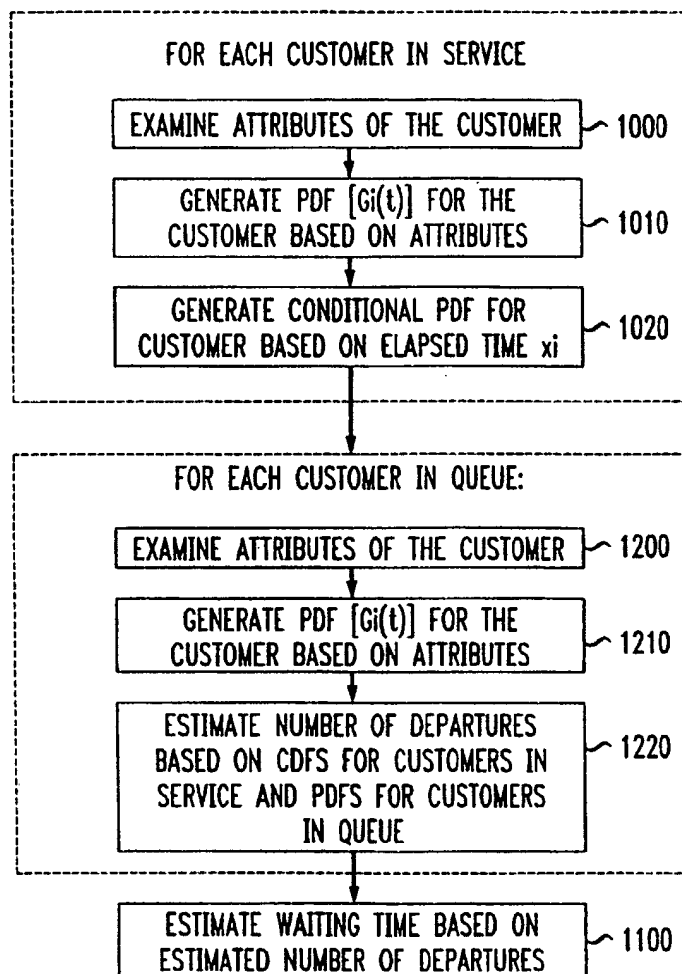 FOR EACH CUSTOMER IN SERVICE
EXAMINE ATTRIBUTES OF THE CUSTOMER
1000
GENERATE PDF [Gi(t)] FOR THE
CUSTOMER BASED ON ATTRIBUTES
1010
GENERATE CONDITIONAL PDF FOR
CUSTOMER BASED ON ELAPSED TIME xi
1020
FOR EACH CUSTOMER IN QUEUE:
EXAMINE ATTRIBUTES OF THE CUSTOMER
1200
GENERATE PDF [Gi(t)] FOR THE
CUSTOMER BASED ON ATTRIBUTES
1210
ESTIMATE NUMBER OF DEPARTURES
BASED ON CDFS FOR CUSTOMERS IN
SERVICE AND PDFS FOR CUSTOMERS
IN QUEUE
1220
ESTIMATE WAITING TIME BASED ON
ESTIMATED NUMBER OF DEPARTURES
1100